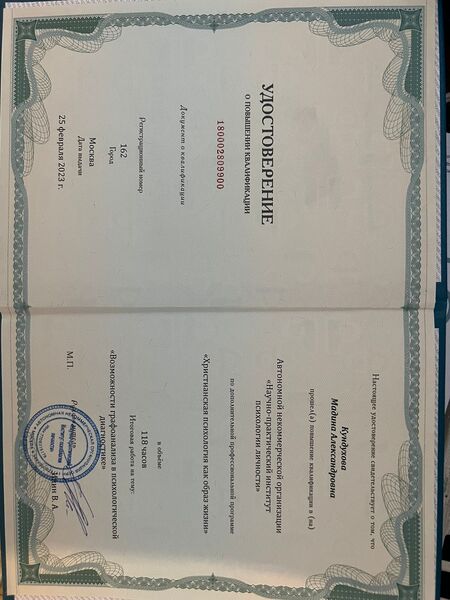 УДОСТОВЕРЕНИЕ
О ПОВЫШЕНИИ КВАЛИФИКАЦИИ
180002809900
Документ о квалификации
Регистрационный номер
162
Город
Москва
Дата выдачи
25 февраля 2023 г.
Настоящее удостоверение свидетельствует о том, что
Кундухова
Мадина Александровна
прошел(а) повышение квалификации в (на)
Автономной некоммерческой организации
«Научно-практический институт
психологии личности»
по дополнительной профессиональной программе
«Христианская психология как образ жизни»
в объёме
118 часов
Итоговая работа на тему:
«Возможности графоанализа в психологической
диагностике»
М.П.
В. А.